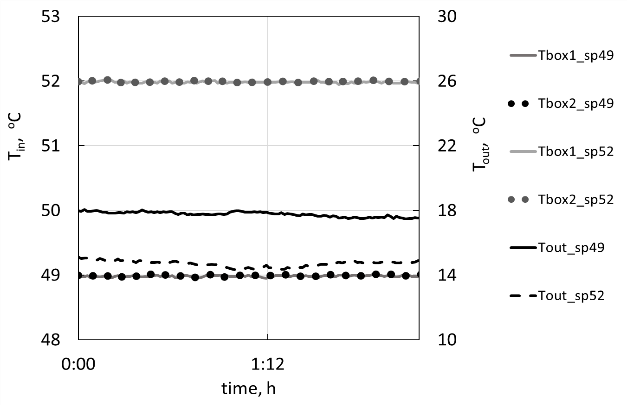 53
52
51
50
49
48
Tin, °C
30
26
22
18
14
10
Tout, °C
0:00
1:12
time, h
Tbox1_sp49
Tbox2_sp49
Tbox1_sp52
Tbox2_sp52
Tout_sp49
Tout_sp52